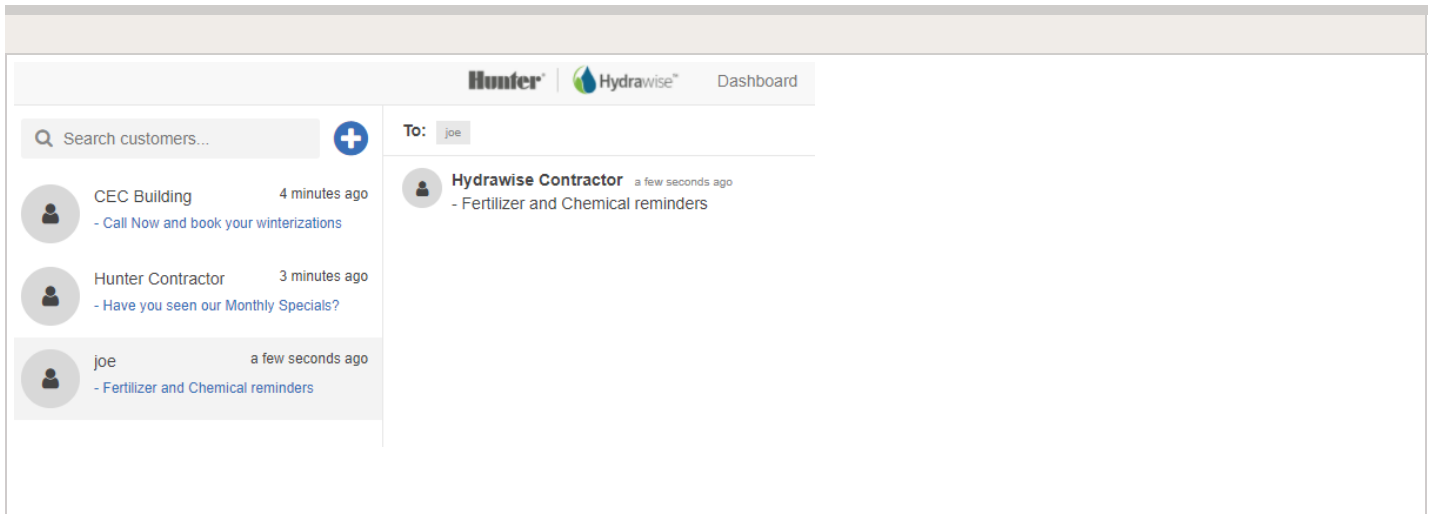 Hunter® Hydrawise™ Dashboard
Search customers...
CEC Building 4 minutes ago
- Call Now and book your winterizations
Hunter Contractor 3 minutes ago
- Have you seen our Monthly Specials?
joe a few seconds ago
- Fertilizer and Chemical reminders
To: joe
Hydrawise Contractor a few seconds ago
- Fertilizer and Chemical reminders